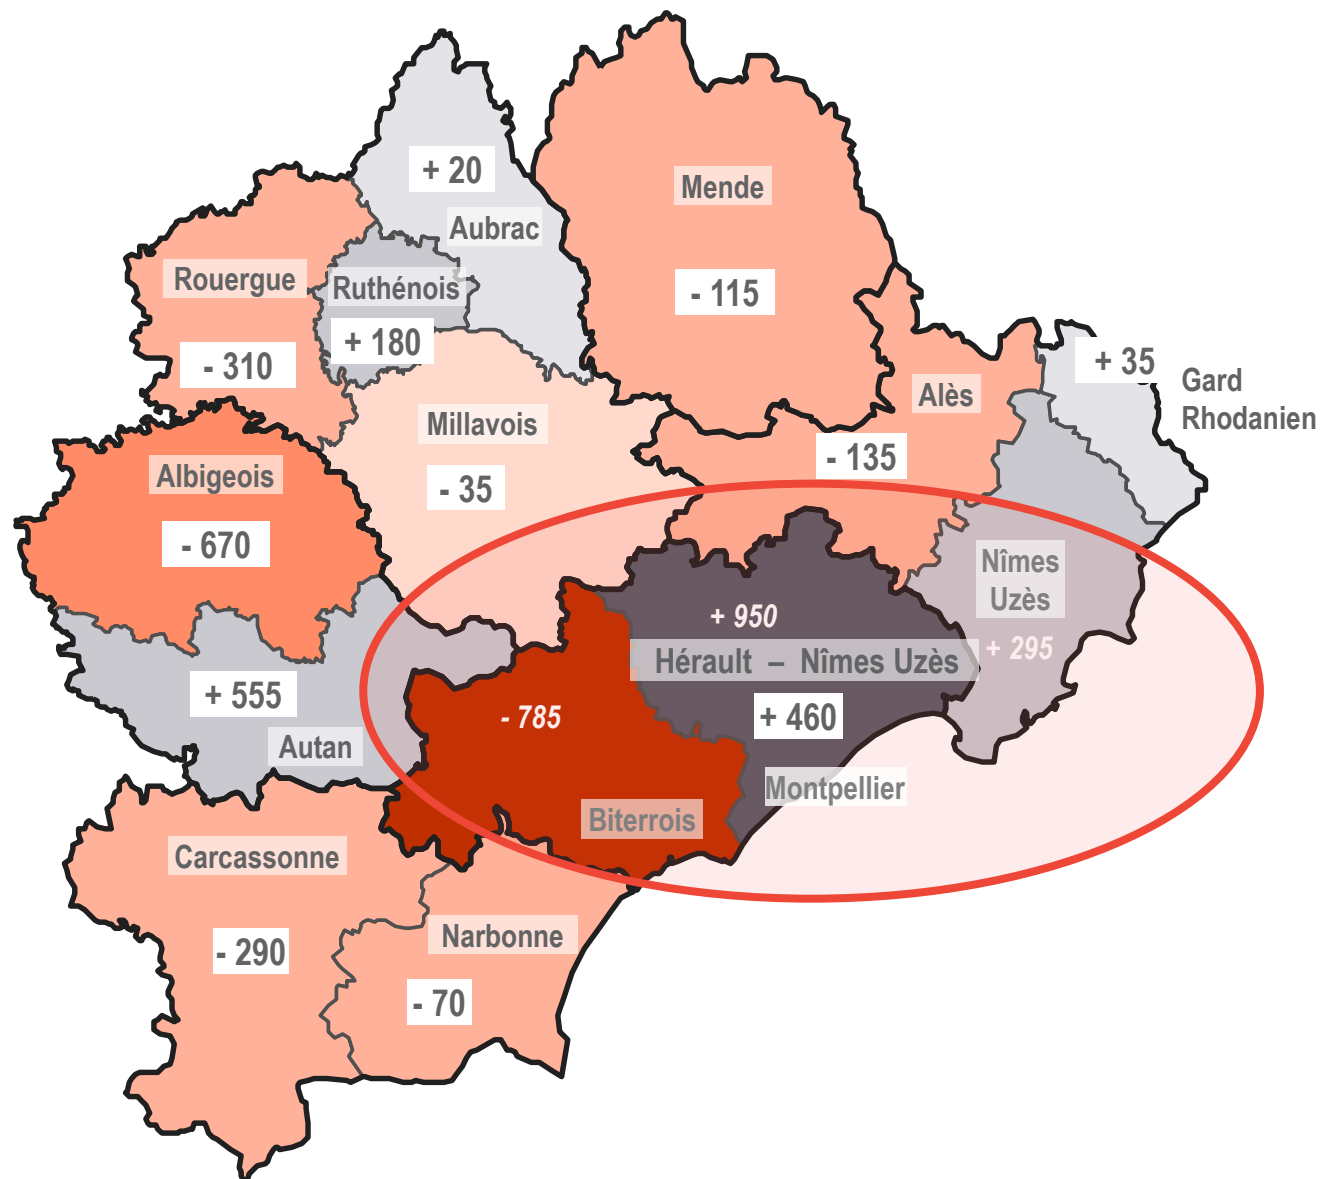 + 20
Aubrac
Mende
- 115
Rouergue
- 310
Ruthénois
+ 180
+ 35
Gard
Rhodanien
Alès
- 135
Millavois
- 35
Albigeois
- 670
Nîmes
Uzès
+ 295
+ 950
Hérault – Nîmes Uzès
+ 460
Montpellier
- 785
Biterrois
+ 555
Autan
Carcassonne
- 290
Narbonne
- 70